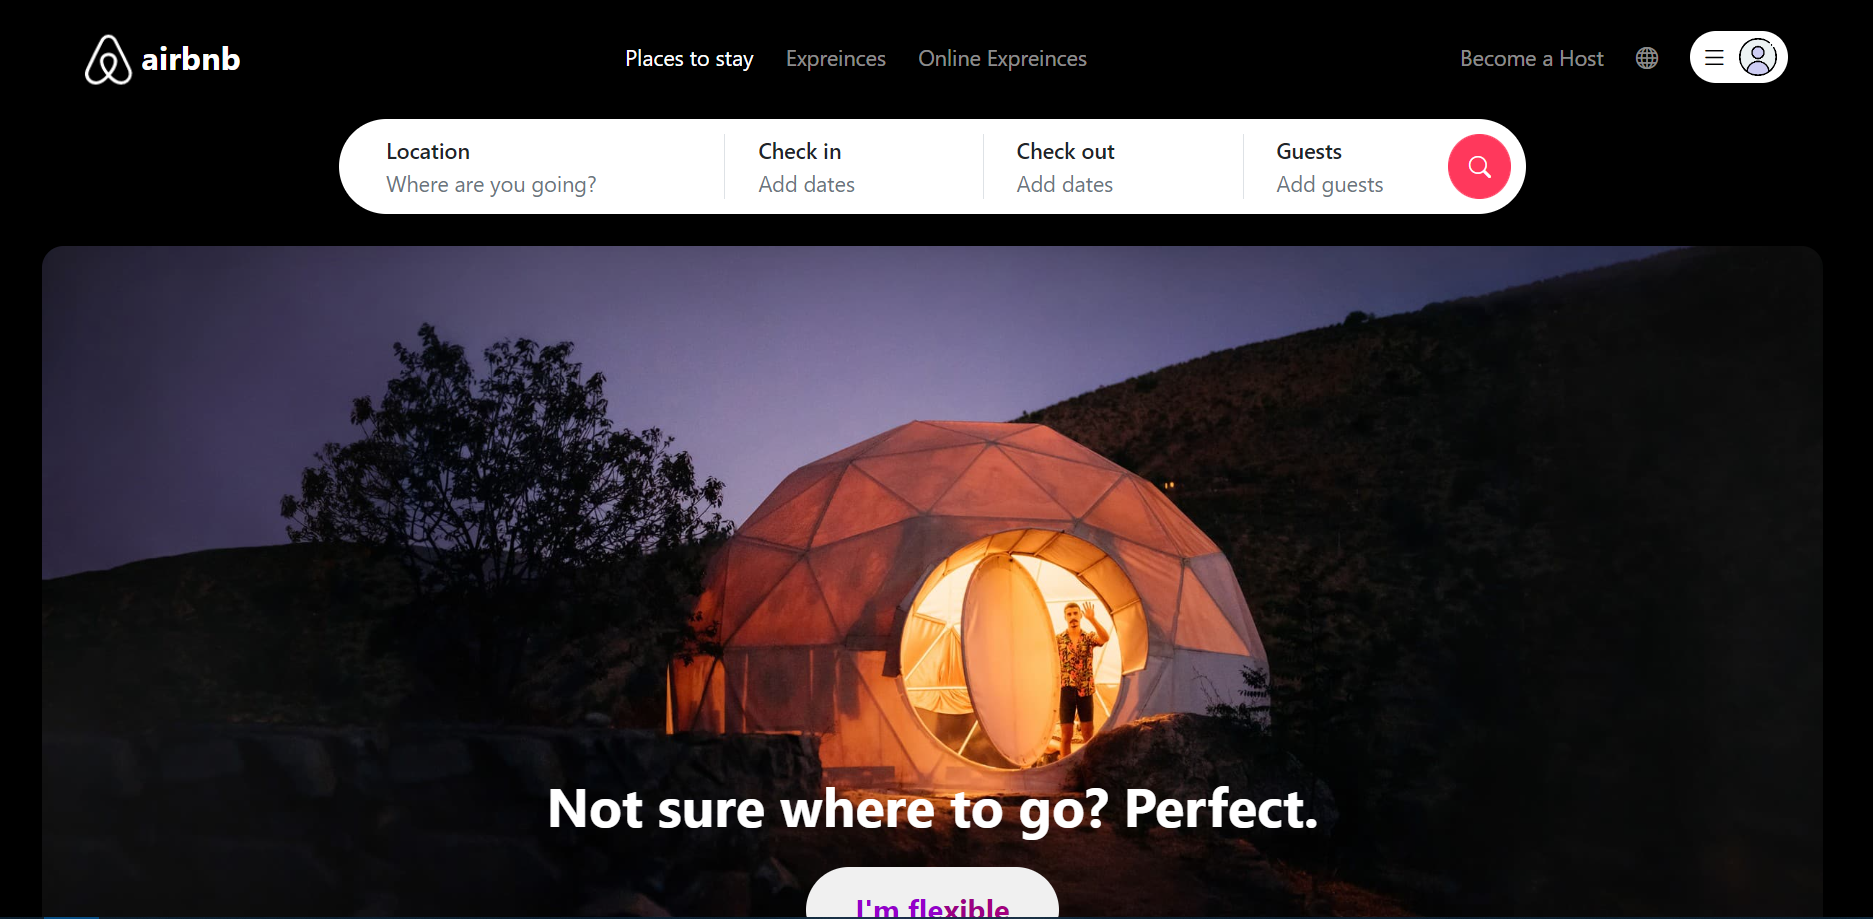 airbnb
Places to stay
Expreinces
Online Expreinces
Become a Host
Location
Where are you going?
Check in
Add dates
Check out
Add dates
Guests
Add guests
Not sure where to go? Perfect.
I'm flexible